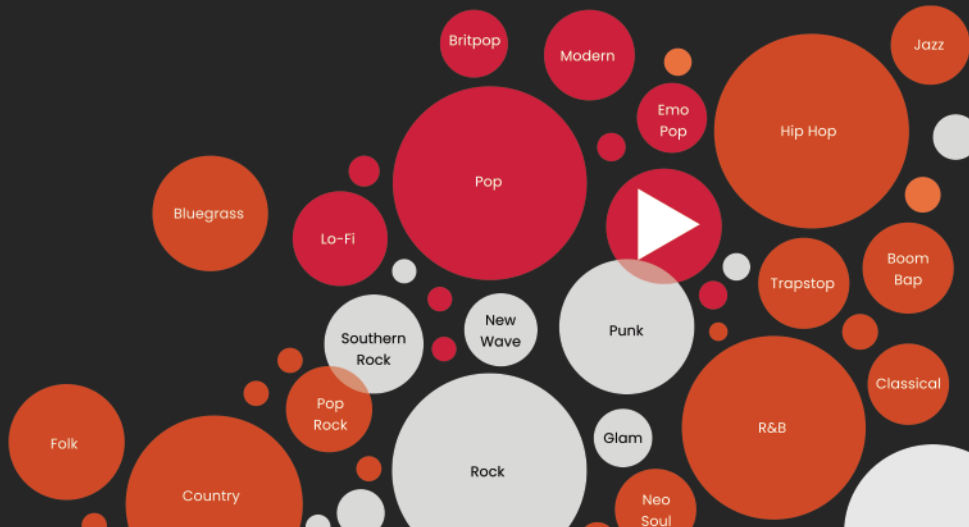 Britpop
Modern
Jazz
Emo
Pop
Hip Hop
Pop
Bluegrass
Lo-Fi
Boom
Bap
Trapstop
New
Wave
Punk
Southern
Rock
Classical
Pop
Rock
R&B
Glam
Folk
Rock
Country
Neo
Soul